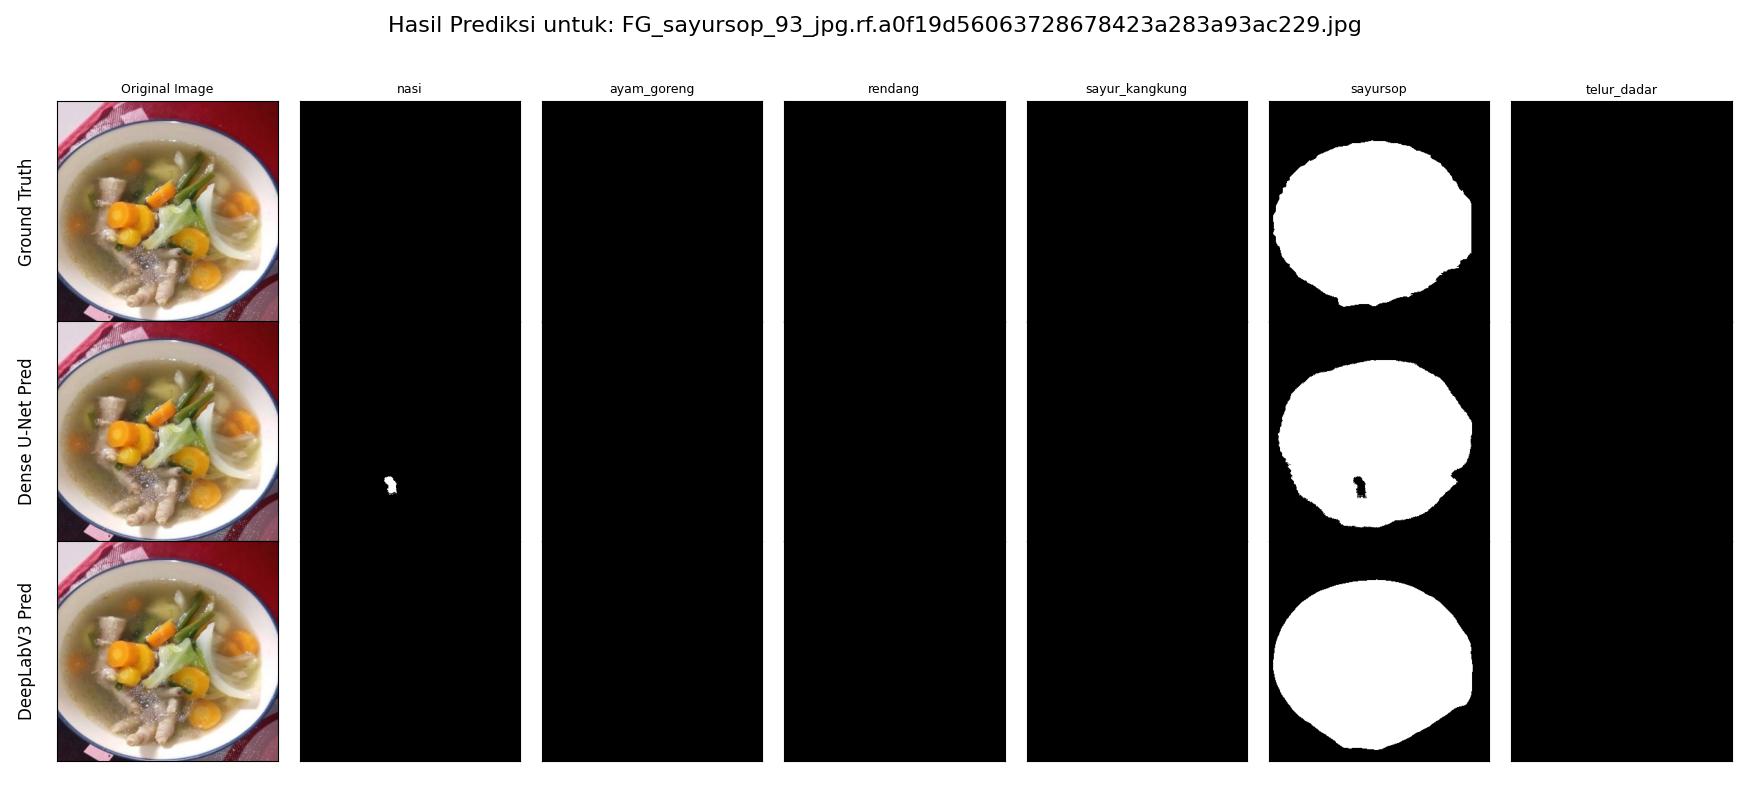 Hasil Prediksi untuk: FG_sayursop_93_jpg.rf.a0f19d56063728678423a283a93ac229.jpg
Original Image
nasi
ayam_goreng
rendang
sayur_kangkung
sayursop
telur_dadar
Ground Truth
Dense U-Net Pred
DeepLabV3 Pred